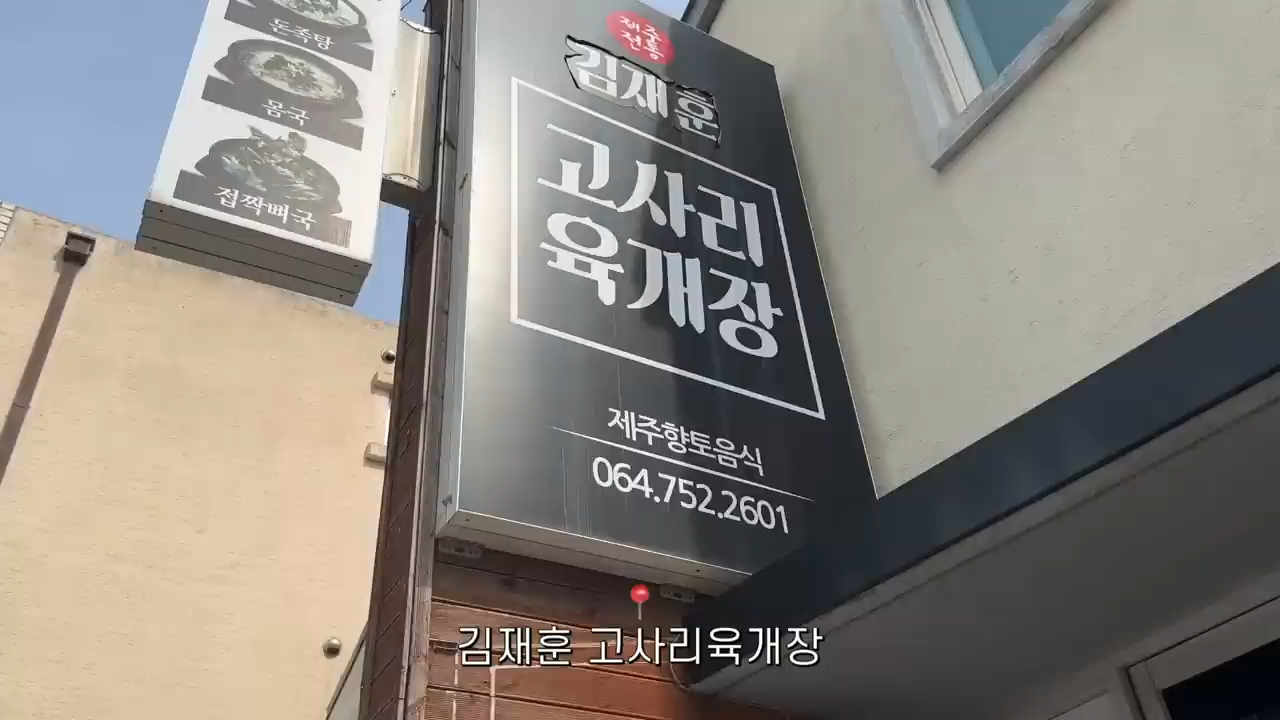 돈족탕
몸국
접짝뼈국
제주
전통
김재훈
고사리
육개장
제주향토음식
064.752.2601
김재훈 고사리육개장